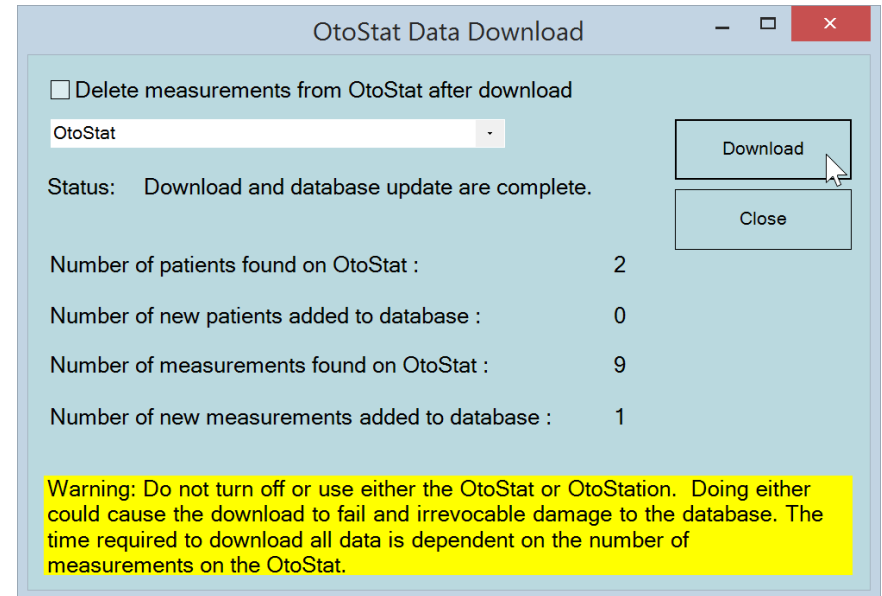 OtoStat Data Download
Delete measurements from OtoStat after download
OtoStat
Download
Status: Download and database update are complete.
Close
Number of patients found on OtoStat : 2
Number of new patients added to database : 0
Number of measurements found on OtoStat : 9
Number of new measurements added to database : 1
Warning: Do not turn off or use either the OtoStat or OtoStation.  Doing either
could cause the download to fail and irrevocable damage to the database. The
time required to download all data is dependent on the number of
measurements on the OtoStat.